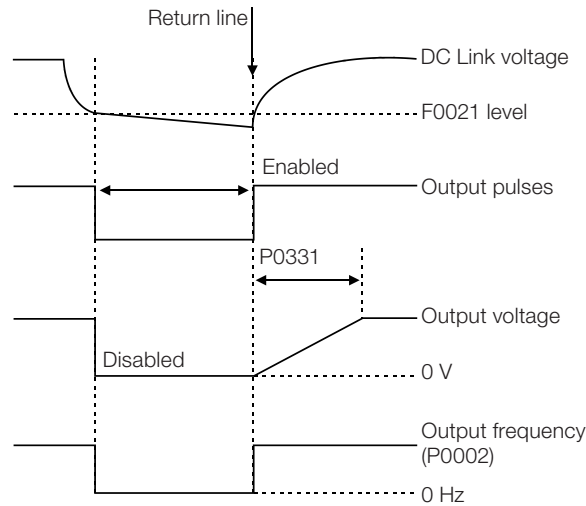 Return line
DC Link voltage
F0021 level
Enabled
Output pulses
P0331
Output voltage
Disabled
0 V
Output frequency
(P0002)
0 Hz